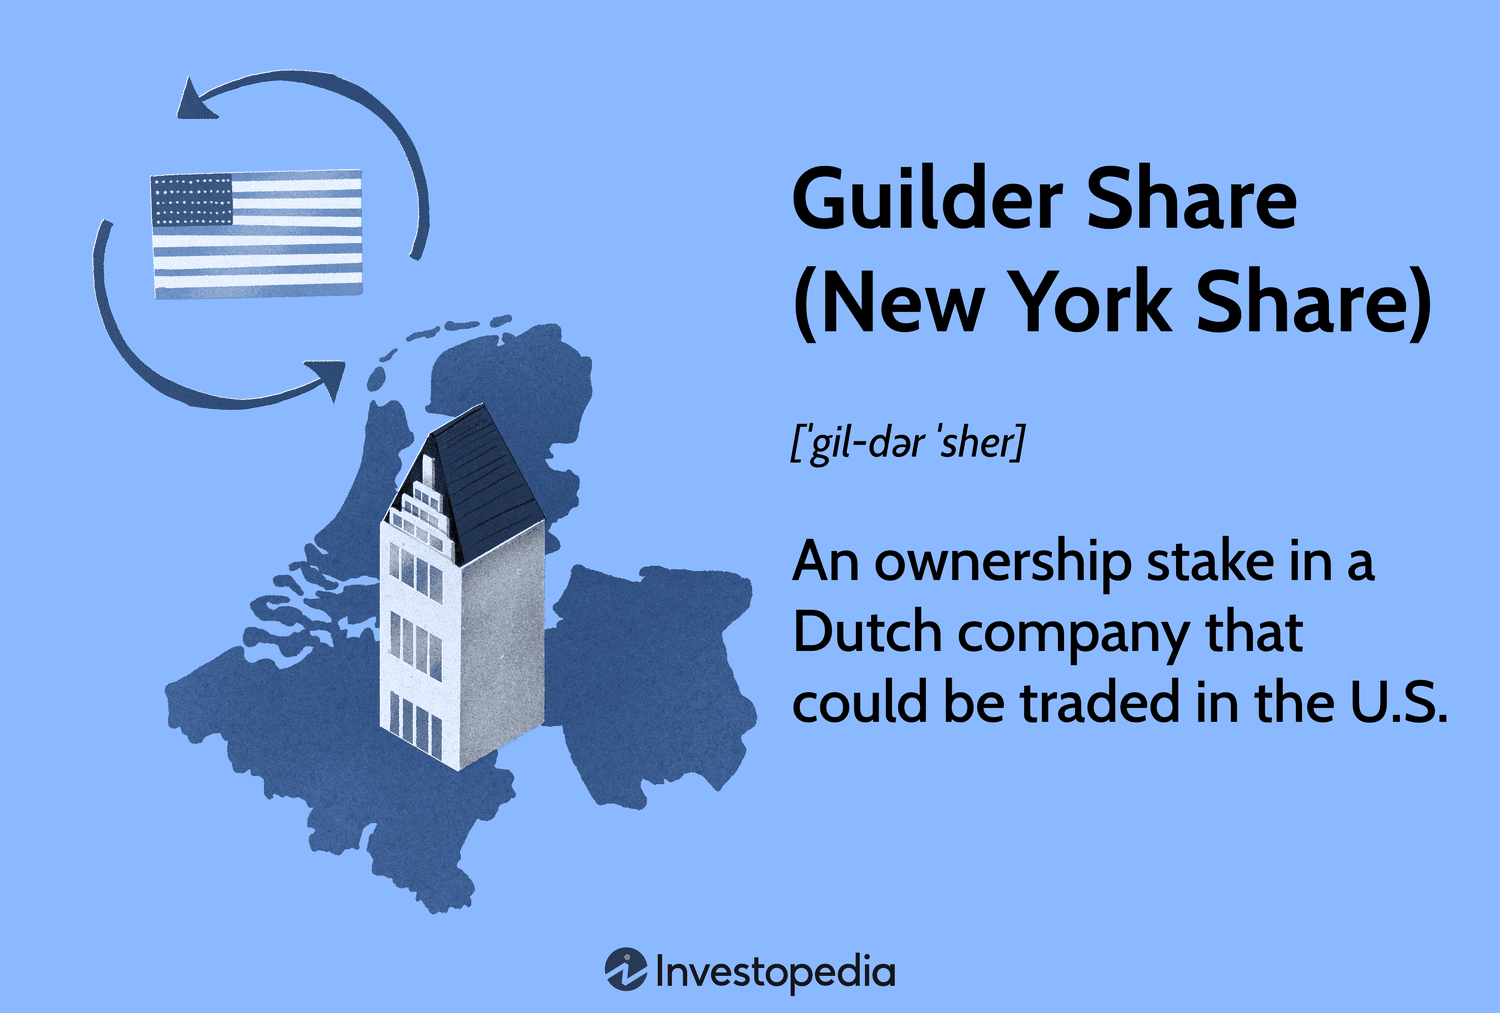 Guilder Share
(New York Share)
[ˈgil-dər ˈsher]
An ownership stake in a
Dutch company that
could be traded in the U.S.
Investopedia